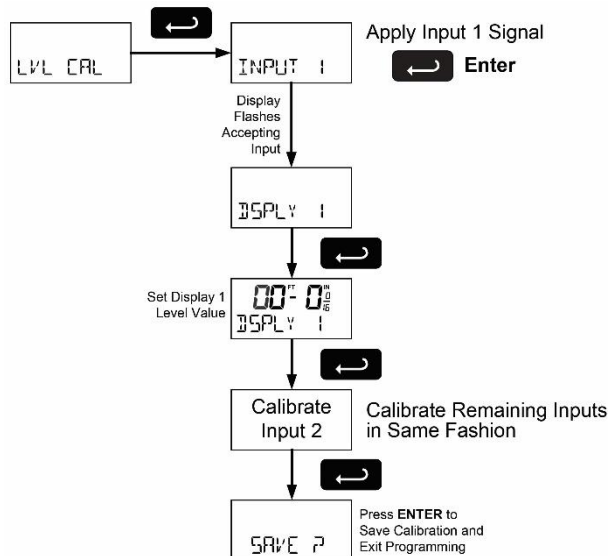 LVL CAL
INPUT 1
Apply Input 1 Signal
Enter
Display
Flashes
Accepting
Input
DSPLY 1
Set Display 1
Level Value
00 FT - 0 IN 0/16
DSPLY 1
Calibrate
Input 2
Calibrate Remaining Inputs
in Same Fashion
SAVE ?
Press ENTER to
Save Calibration and
Exit Programming